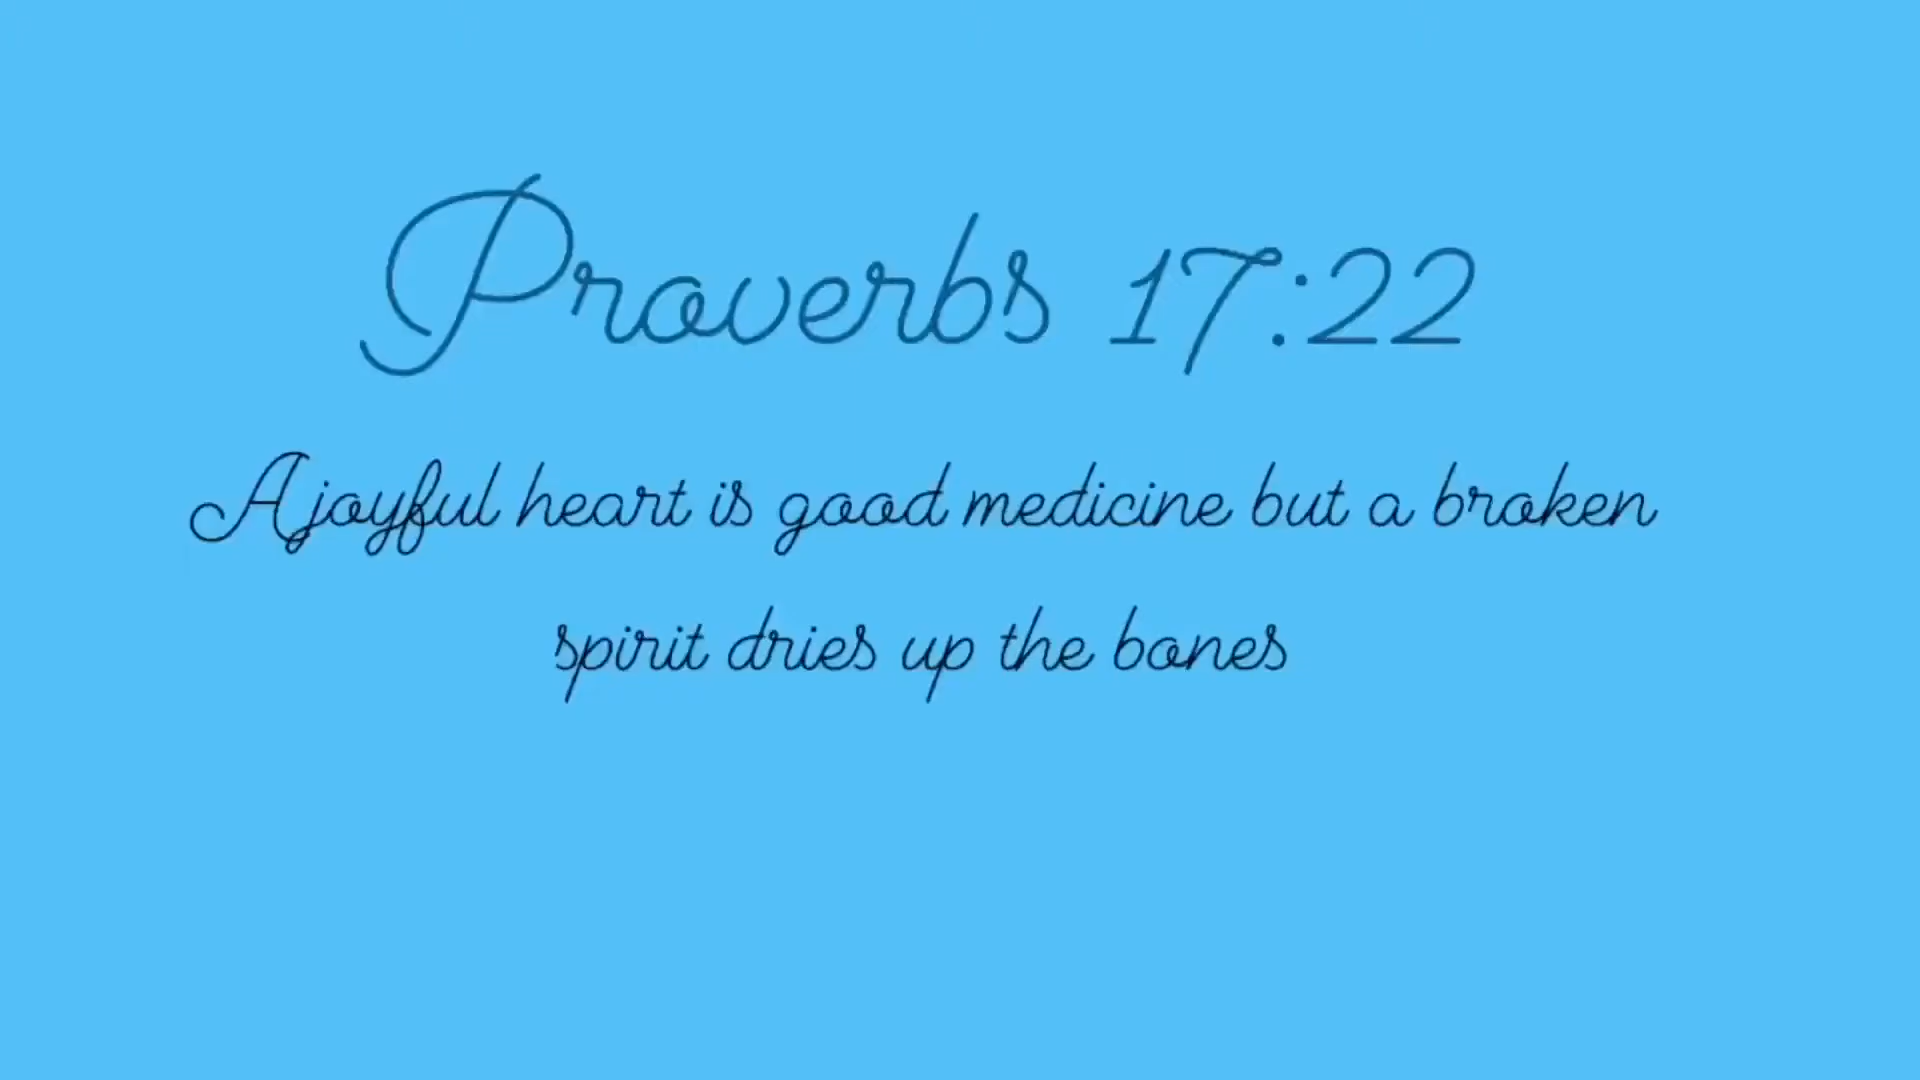 Proverbs 17:22
A joyful heart is good medicine but a broken
spirit dries up the bones